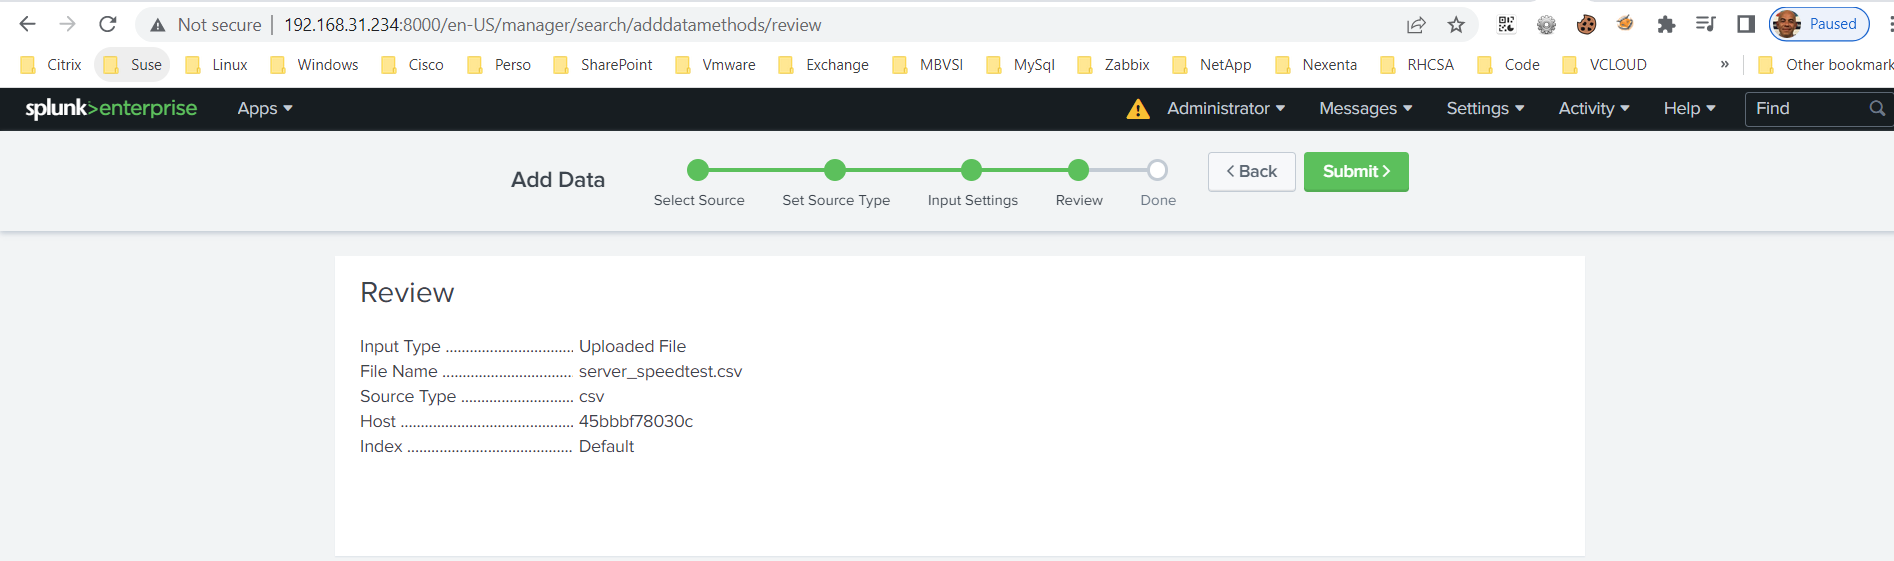 Not secure | 192.168.31.234:8000/en-US/manager/search/adddatamethods/review Paused
Citrix Suse Linux Windows Cisco Perso SharePoint Vmware Exchange MBVSI MySql Zabbix NetApp Nexenta RHCSA Code VCLOUD » Other bookmark
splunk>enterprise Apps Administrator Messages Settings Activity Help Find
Add Data
Select Source Set Source Type Input Settings Review Done
< Back Submit >
Review
Input Type ................................ Uploaded File
File Name ................................. server_speedtest.csv
Source Type ............................ csv
Host ........................................... 45bbbf78030c
Index ......................................... Default